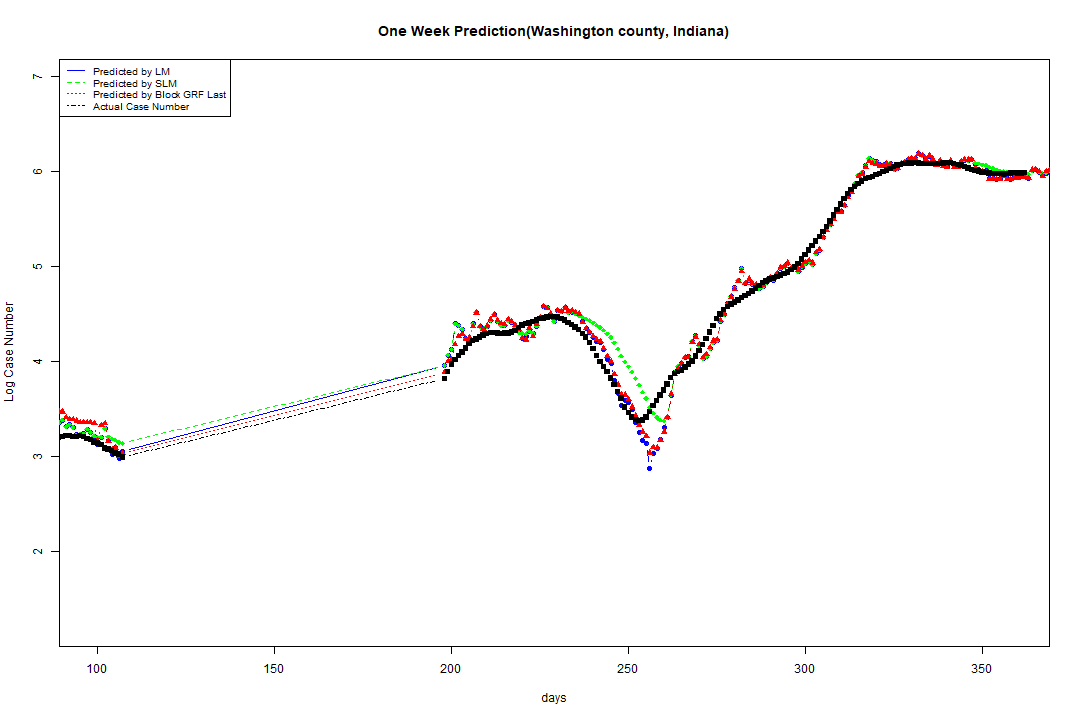 One Week Prediction(Washington county, Indiana)
Predicted by LM
Predicted by SLM
Predicted by Block GRF Last
Actual Case Number
7
6
5
4
3
2
Log Case Number
100 150 200 250 300 350
days